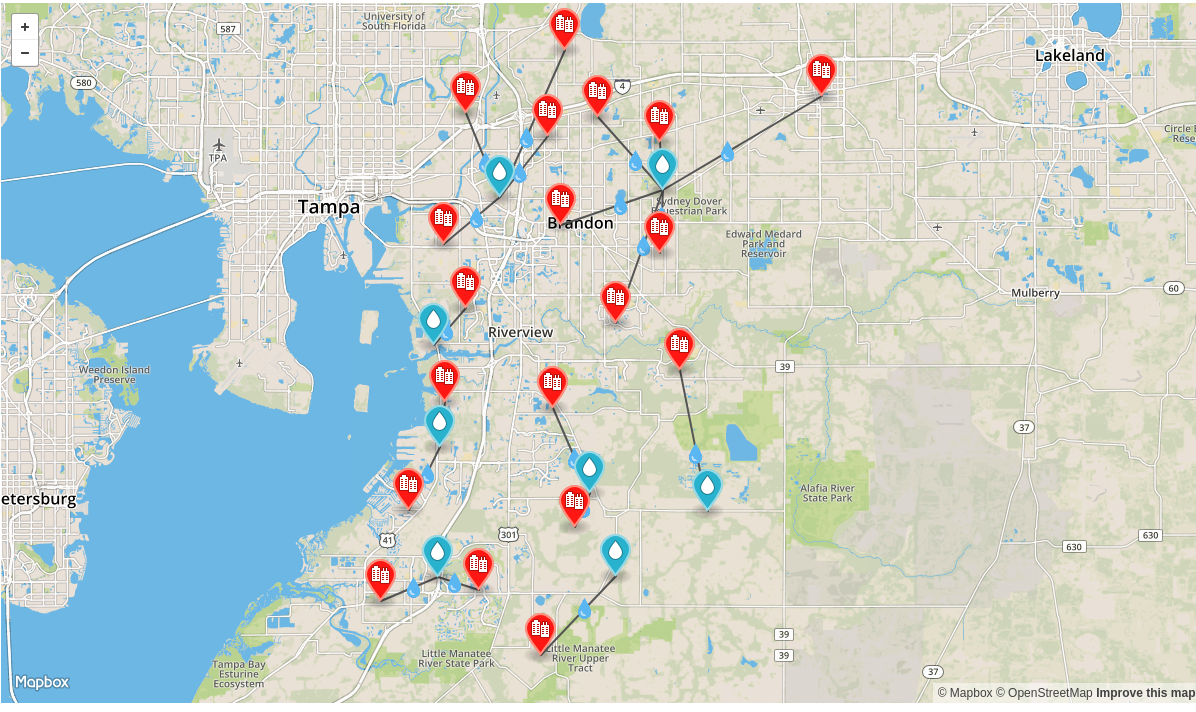 +
−
University of
South Florida
587
580
4
Lakeland
TPA
Tampa
Brandon
Sydney Dover
Equestrian Park
Edward Medard
Park and
Reservoir
Mulberry
60
Riverview
Weedon Island
Preserve
39
37
etersburg
Alafia River
State Park
41
301
630
630
39
39
37
Little Manatee
River State Park
Little Manatee
River Upper
Tract
Tampa Bay
Esturine
Ecosystem
Circle
Rese
Mapbox
© Mapbox © OpenStreetMap Improve this map